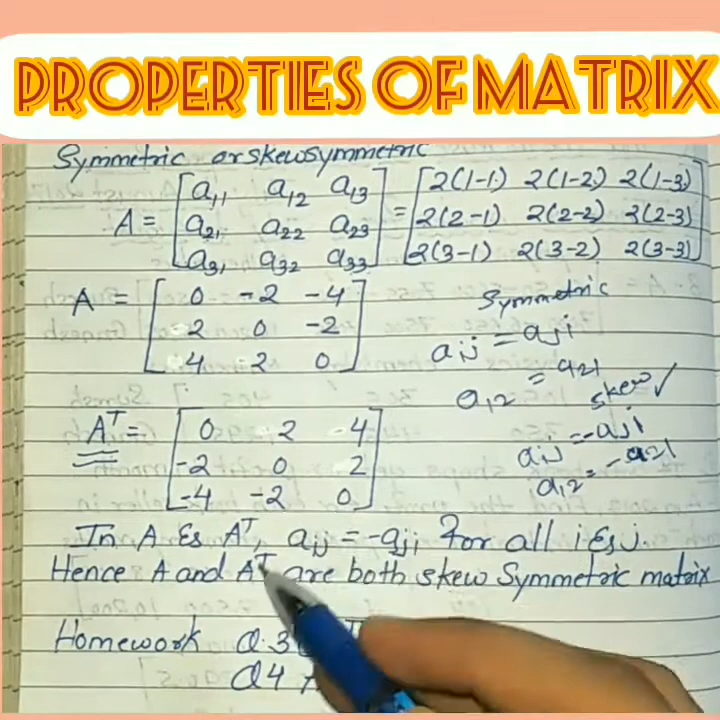 PROPERTIES OF MATRIX
Symmetric or skewsymmetric
A = [a11 a12 a13 = [2(1-1) 2(1-2) 2(1-3)
a21 a22 a23 2(2-1) 2(2-2) 2(2-3)
a31 a32 a33] 2(3-1) 2(3-2) 2(3-3)]
A = [0 -2 -4
2 0 -2
4 2 0]
Symmetric
aij = aji
a12 = a21
skew ✓
aij = -aji
a12 = -a21
AT = [0 2 4
-2 0 2
-4 -2 0]
In A & AT, aij = -aji for all i & j.
Hence A and AT are both skew Symmetric matrix
Homework Q.3
Q4